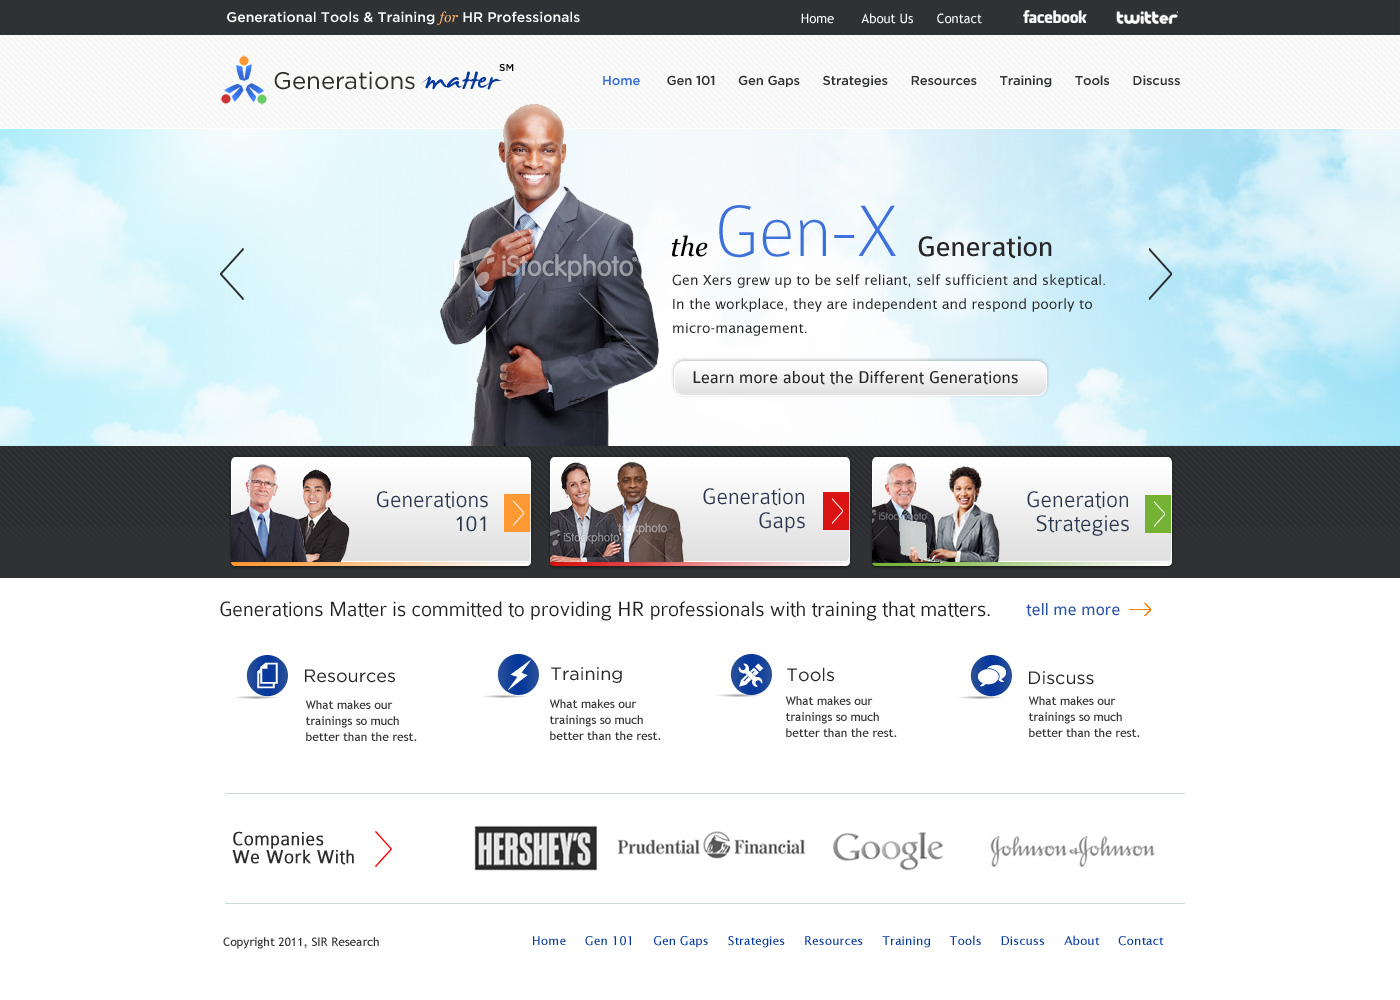 Generational Tools & Training for HR Professionals
Home About Us Contact facebook twitter
Generations matter SM
Home Gen 101 Gen Gaps Strategies Resources Training Tools Discuss
iStockphoto
the Gen-X Generation
Gen Xers grew up to be self reliant, self sufficient and skeptical.
In the workplace, they are independent and respond poorly to
micro-management.
Learn more about the Different Generations
Generations
101
Generation
Gaps
iStockphoto
tockphoto
Generation
Strategies
iStockphoto
Generations Matter is committed to providing HR professionals with training that matters.
tell me more
Resources
What makes our
trainings so much
better than the rest.
Training
What makes our
trainings so much
better than the rest.
Tools
What makes our
trainings so much
better than the rest.
Discuss
What makes our
trainings so much
better than the rest.
Companies
We Work With
HERSHEY'S
Prudential Financial
Google
Johnson & Johnson
Copyright 2011, SIR Research
Home Gen 101 Gen Gaps Strategies Resources Training Tools Discuss About Contact